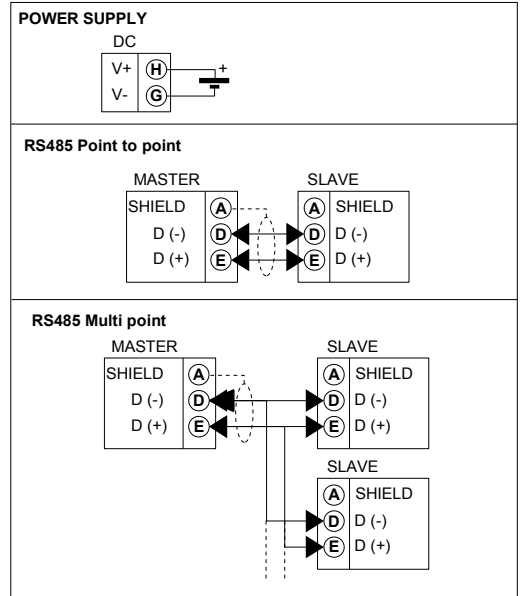 POWER SUPPLY
DC
V+ H +
V- G
RS485 Point to point
MASTER SLAVE
SHIELD A A SHIELD
D (-) D D D (-)
D (+) E E D (+)
RS485 Multi point
MASTER SLAVE
SHIELD A A SHIELD
D (-) D D D (-)
D (+) E E D (+)
SLAVE
A SHIELD
D D (-)
E D (+)